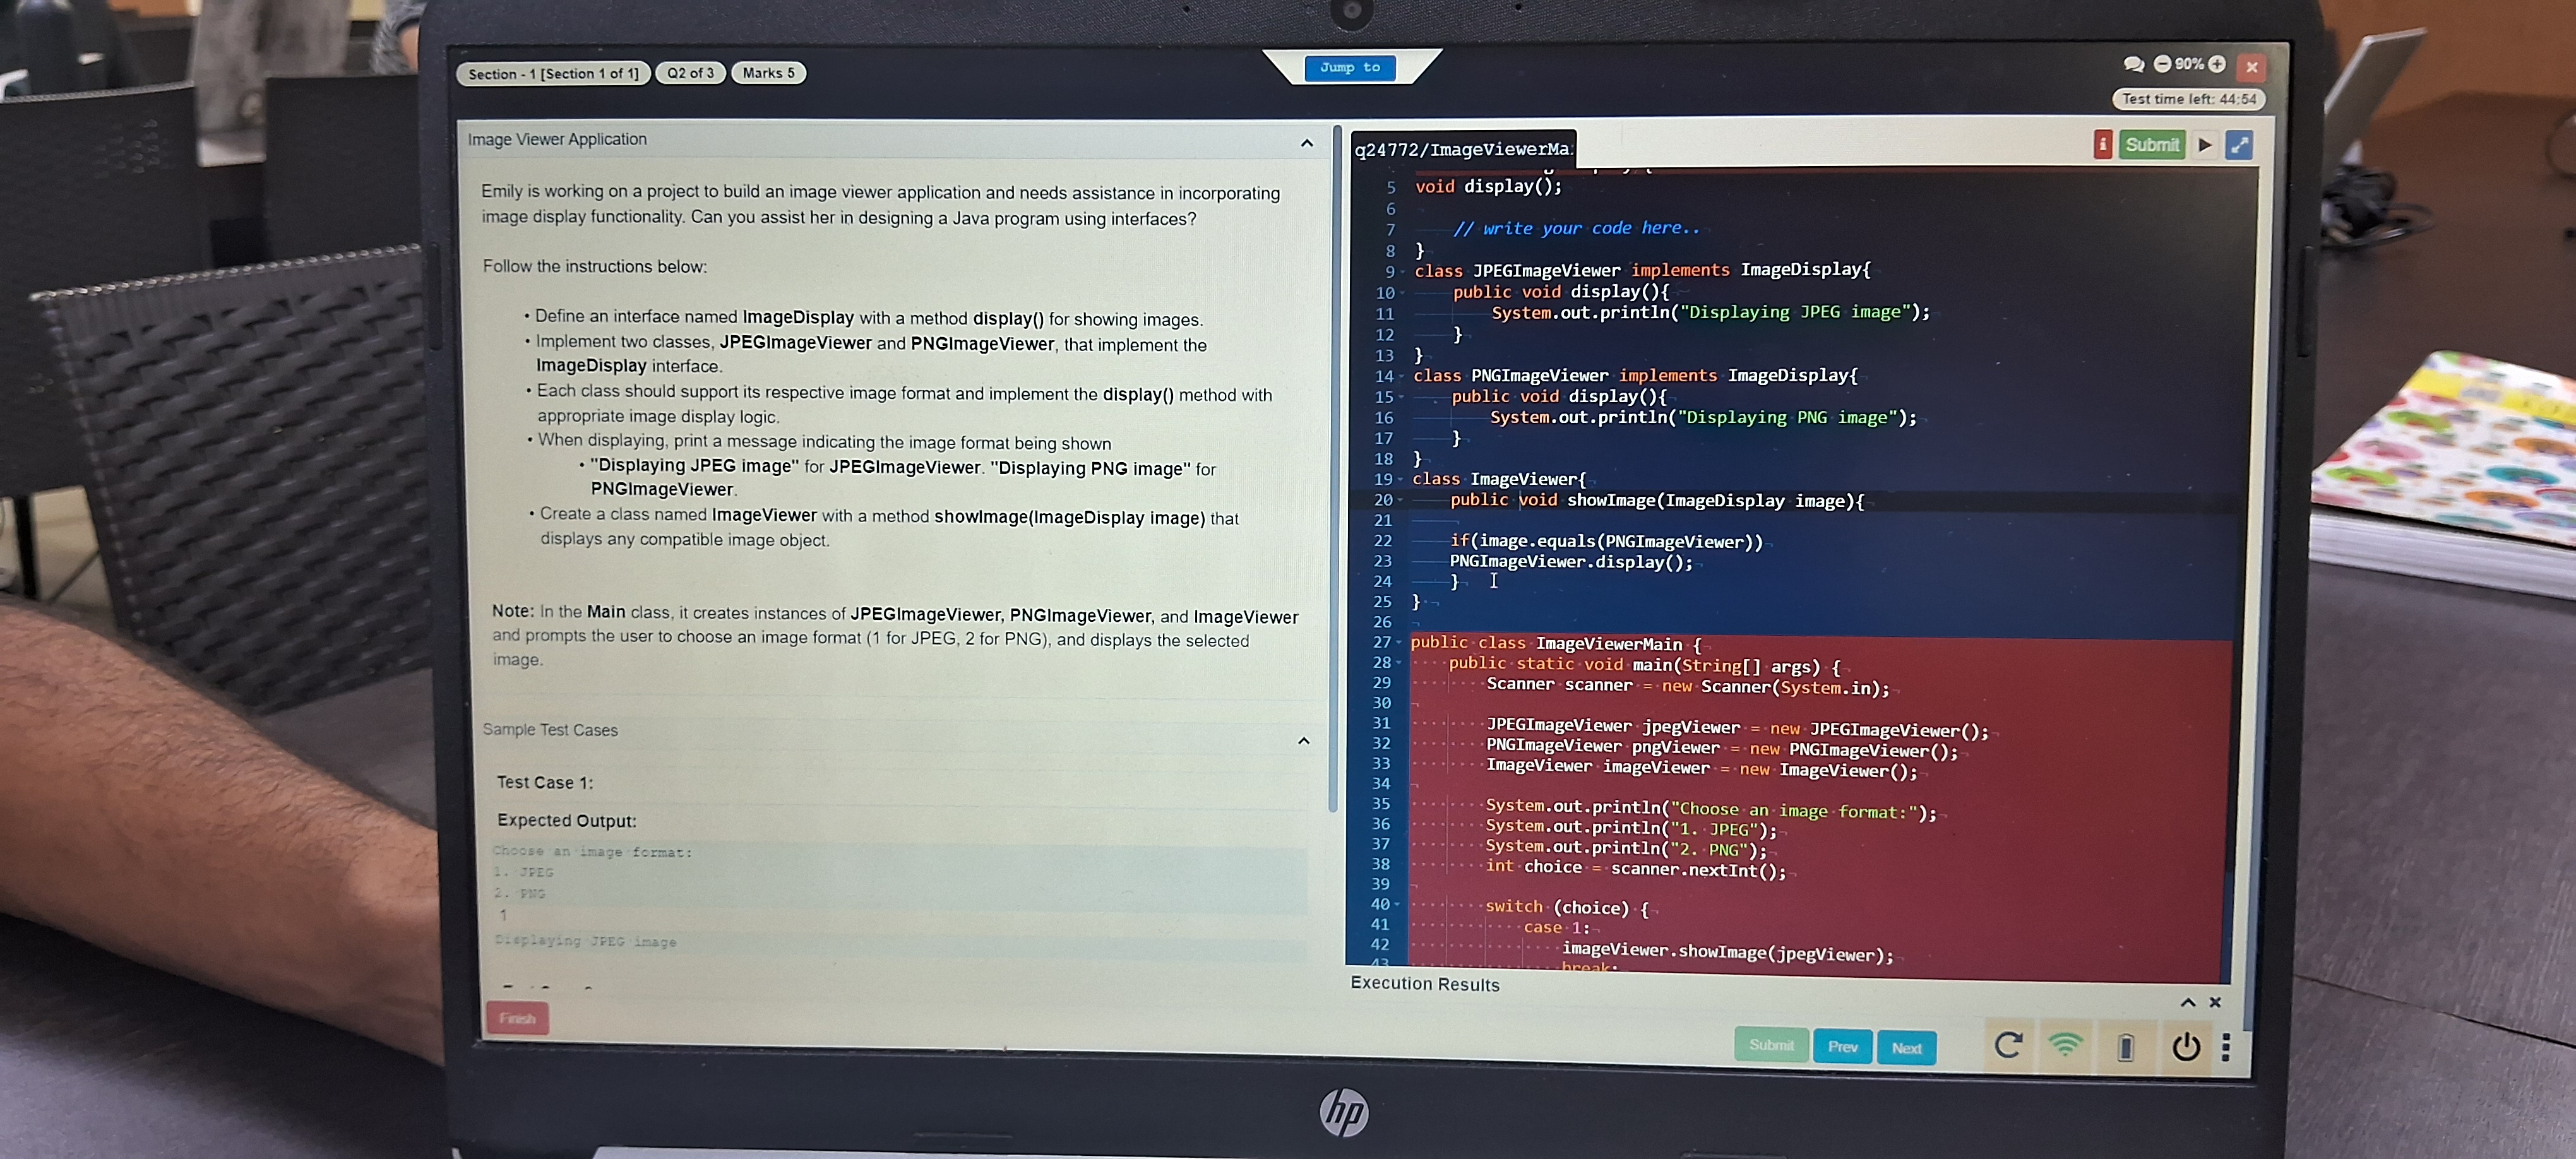 Section - 1 [Section 1 of 1] Q2 of 3 Marks 5
Jump to
90%
Test time left: 44:54
Image Viewer Application
Emily is working on a project to build an image viewer application and needs assistance in incorporating
image display functionality. Can you assist her in designing a Java program using interfaces?
Follow the instructions below:
• Define an interface named ImageDisplay with a method display() for showing images.
• Implement two classes, JPEGImageViewer and PNGImageViewer, that implement the
ImageDisplay interface.
• Each class should support its respective image format and implement the display() method with
appropriate image display logic.
• When displaying, print a message indicating the image format being shown
• "Displaying JPEG image" for JPEGImageViewer. "Displaying PNG image" for
PNGImageViewer.
• Create a class named ImageViewer with a method showImage(ImageDisplay image) that
displays any compatible image object.
Note: In the Main class, it creates instances of JPEGImageViewer, PNGImageViewer, and ImageViewer
and prompts the user to choose an image format (1 for JPEG, 2 for PNG), and displays the selected
image.
Sample Test Cases
Test Case 1:
Expected Output:
Choose an image format:
1. JPEG
2. PNG
1
Displaying JPEG image
Finish
q24772/ImageViewerMa
Submit
5 void display();
6
7 // write your code here..
8 }
9 class JPEGImageViewer implements ImageDisplay{
10 public void display(){
11 System.out.println("Displaying JPEG image");
12 }
13 }
14 class PNGImageViewer implements ImageDisplay{
15 public void display(){
16 System.out.println("Displaying PNG image");
17 }
18 }
19 class ImageViewer{
20 public void showImage(ImageDisplay image){
21
22 if(image.equals(PNGImageViewer))
23 PNGImageViewer.display();
24 }
25 }
26
27 public class ImageViewerMain {
28 public static void main(String[] args) {
29 Scanner scanner = new Scanner(System.in);
30
31 JPEGImageViewer jpegViewer = new JPEGImageViewer();
32 PNGImageViewer pngViewer = new PNGImageViewer();
33 ImageViewer imageViewer = new ImageViewer();
34
35 System.out.println("Choose an image format:");
36 System.out.println("1. JPEG");
37 System.out.println("2. PNG");
38 int choice = scanner.nextInt();
39
40 switch (choice) {
41 case 1:
42 imageViewer.showImage(jpegViewer);
43 break;
Execution Results
Submit Prev Next
hp